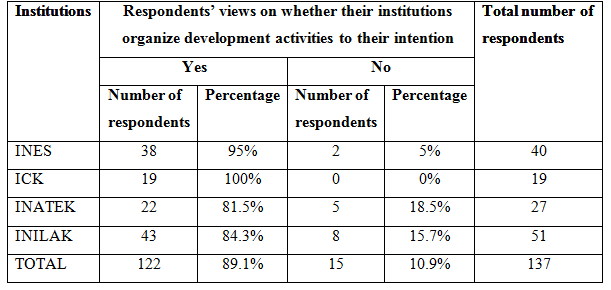 Institutions Respondents’ views on whether their institutions Total number of
organize development activities to their intention respondents
Yes No
Number of Percentage Number of Percentage
respondents respondents
INES 38 95% 2 5% 40
ICK 19 100% 0 0% 19
INATEK 22 81.5% 5 18.5% 27
INILAK 43 84.3% 8 15.7% 51
TOTAL 122 89.1% 15 10.9% 137